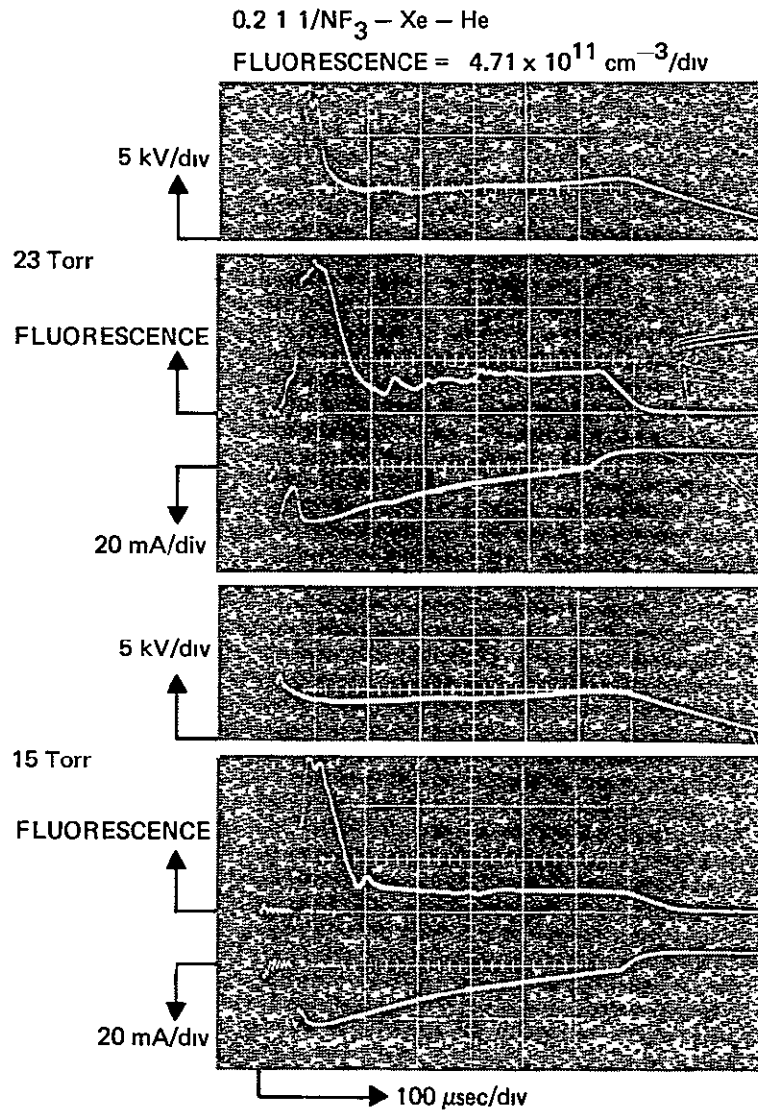 0.2 1 1/NF3 – Xe – He
FLUORESCENCE = 4.71 x 10^11 cm^-3/div
5 kV/div
23 Torr
FLUORESCENCE
20 mA/div
5 kV/div
15 Torr
FLUORESCENCE
20 mA/div
100 μsec/div